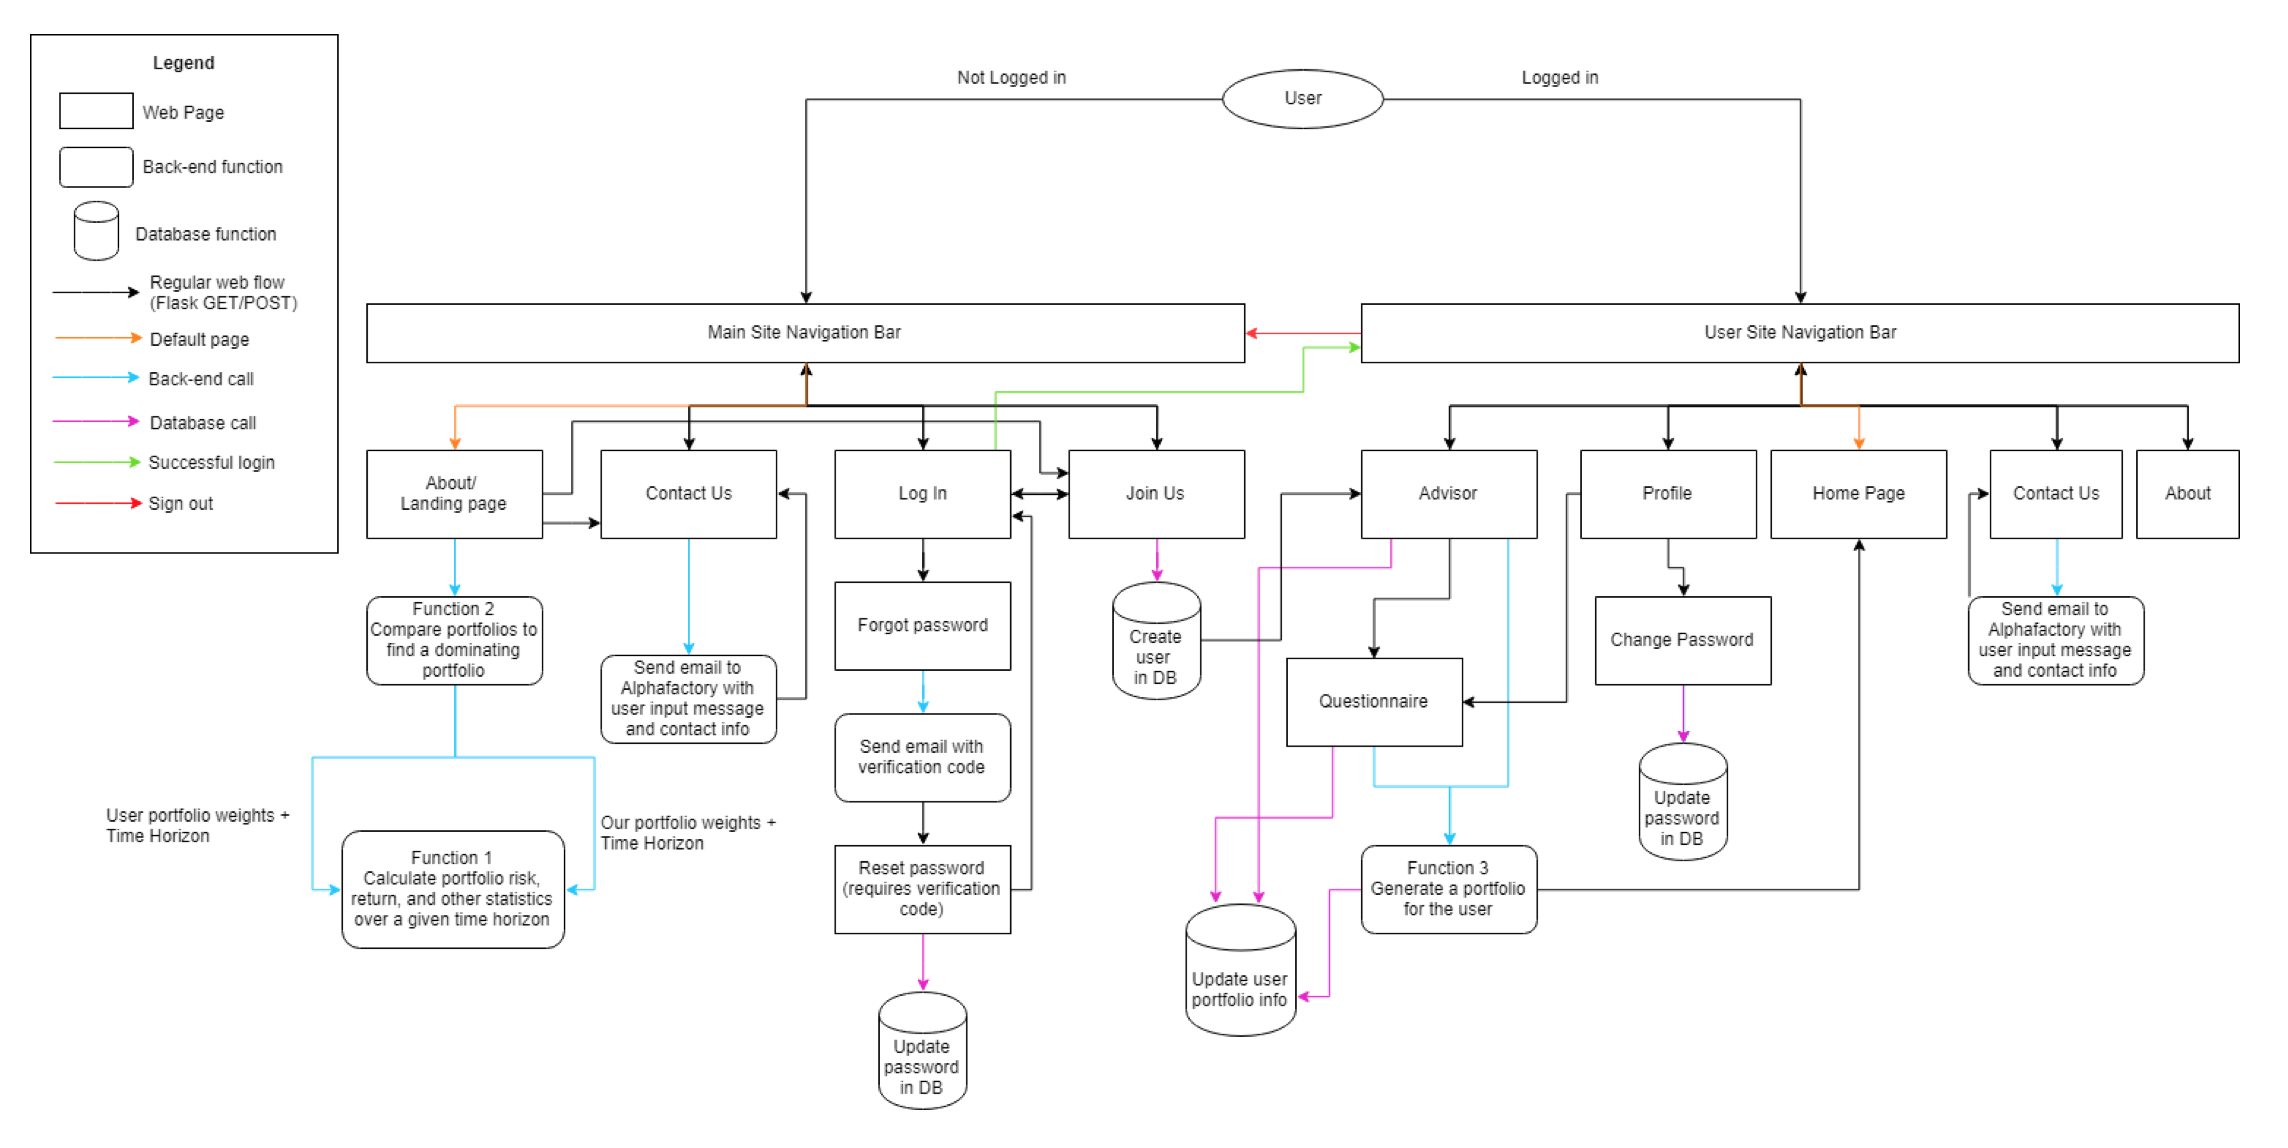 Legend
Web Page
Back-end function
Database function
Regular web flow
(Flask GET/POST)
Default page
Back-end call
Database call
Successful login
Sign out
Not Logged in
User
Logged in
Main Site Navigation Bar
User Site Navigation Bar
About/
Landing page
Contact Us
Log In
Join Us
Advisor
Profile
Home Page
Contact Us
About
Function 2
Compare portfolios to
find a dominating
portfolio
Send email to
Alphafactory with
user input message
and contact info
Forgot password
Create
user
in DB
Questionnaire
Change Password
Send email to
Alphafactory with
user input message
and contact info
Send email with
verification code
User portfolio weights +
Time Horizon
Our portfolio weights +
Time Horizon
Update
password
in DB
Function 1
Calculate portfolio risk,
return, and other statistics
over a given time horizon
Reset password
(requires verification
code)
Function 3
Generate a portfolio
for the user
Update user
portfolio info
Update
password
in DB